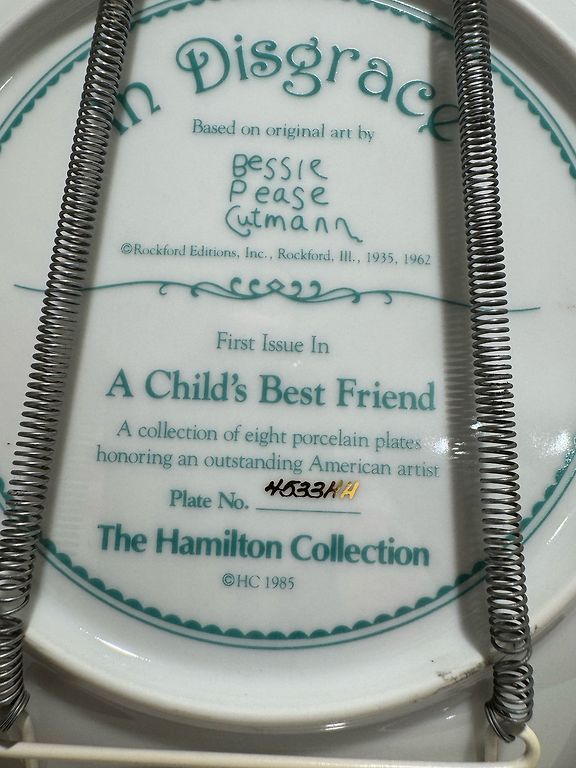 In Disgrace
Based on original art by
Bessie
Pease
Gutmann
©Rockford Editions, Inc., Rockford, Ill., 1935, 1962
First Issue In
A Child's Best Friend
A collection of eight porcelain plates
honoring an outstanding American artist
Plate No. 4533HA
The Hamilton Collection
©HC 1985